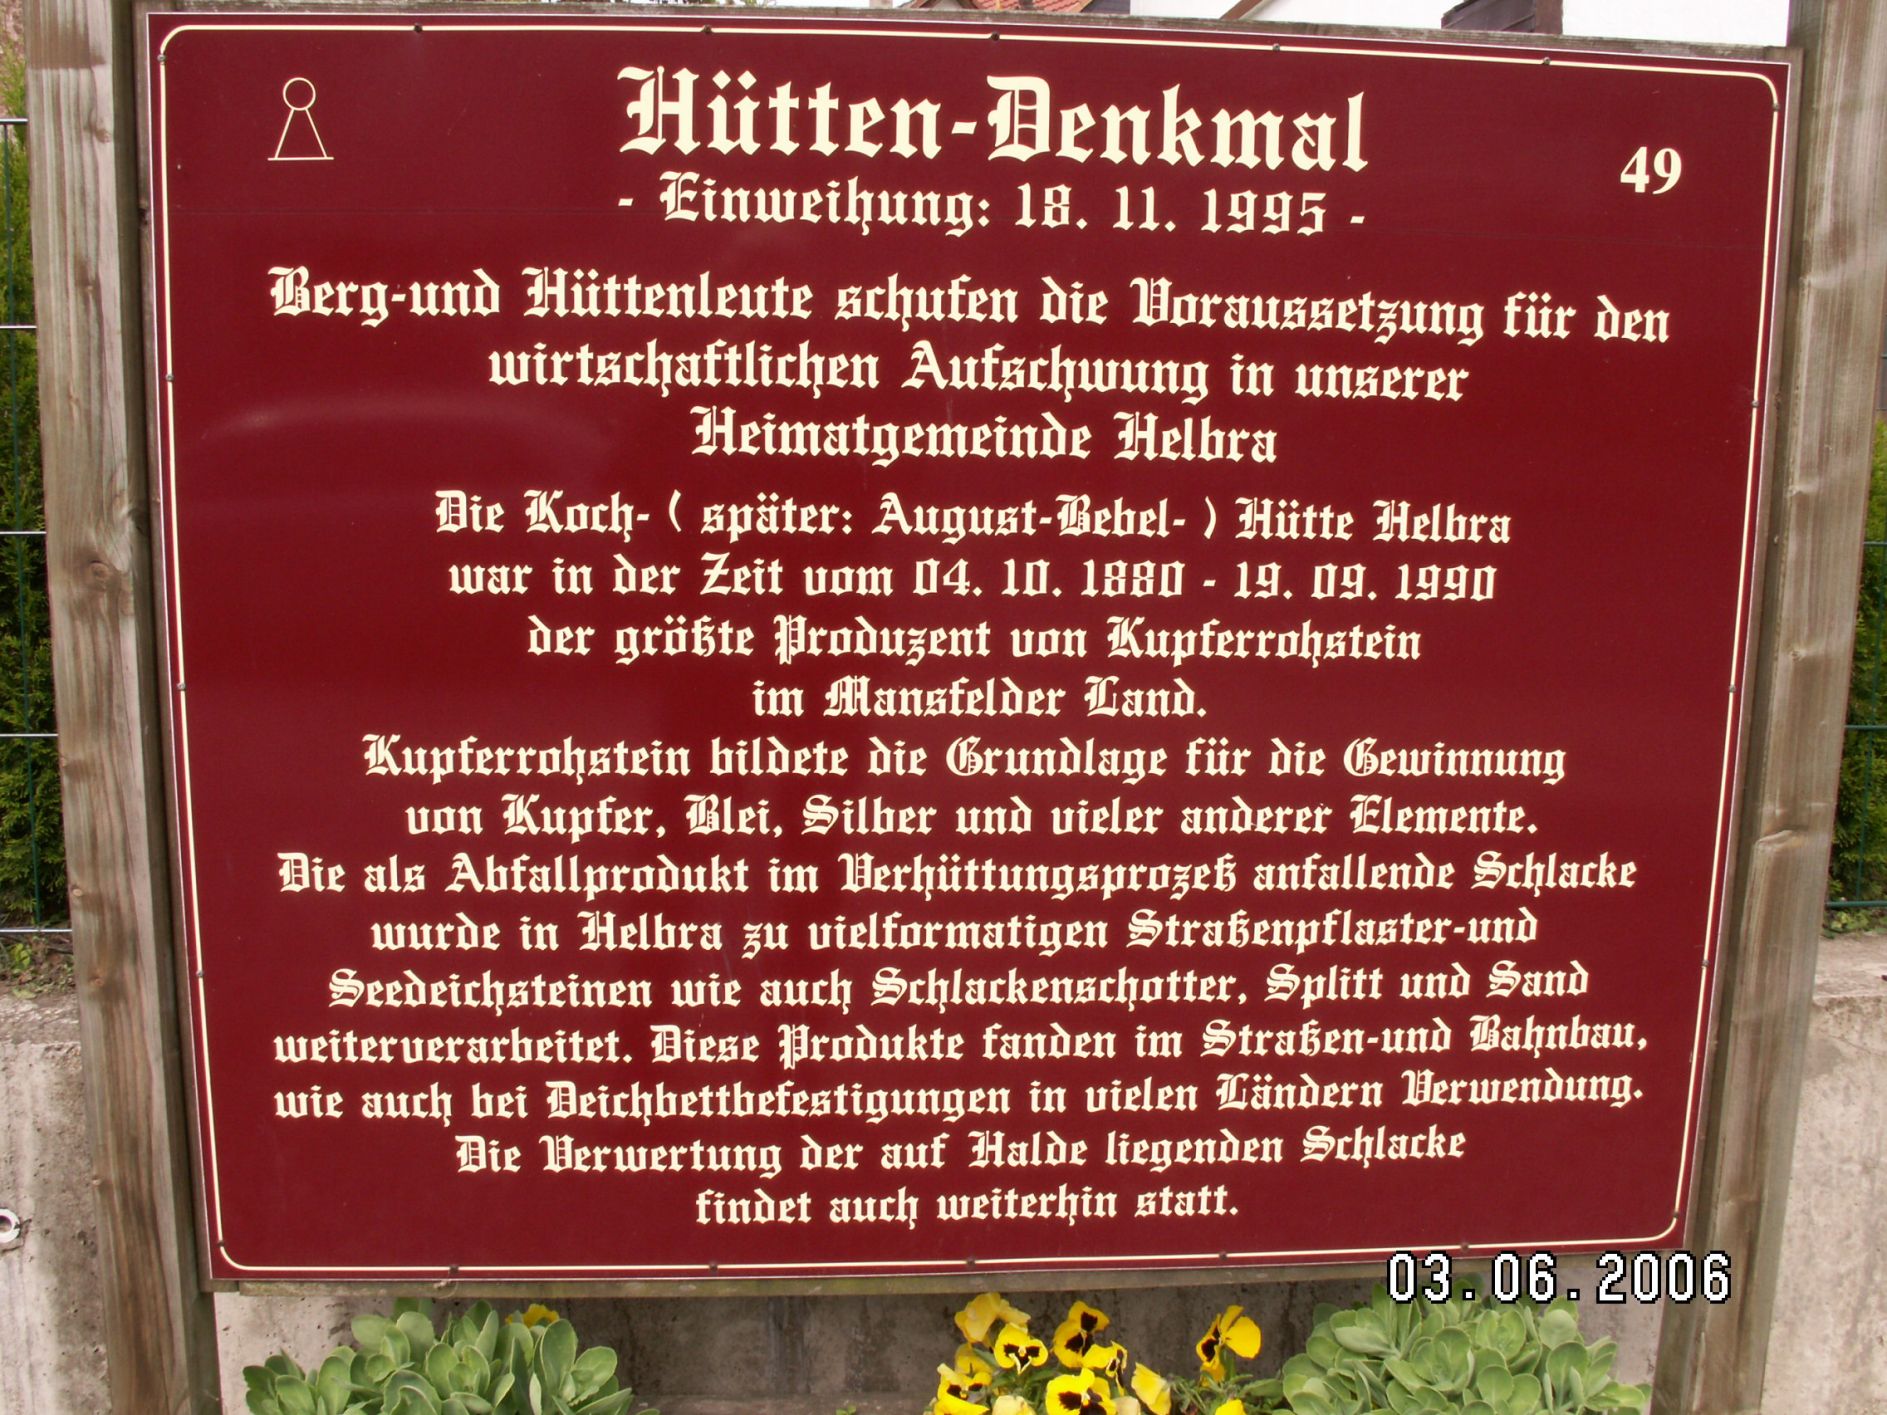 Hütten-Denkmal
49
- Einweihung: 18. 11. 1995 -
Berg-und Hüttenleute schufen die Voraussetzung für den
wirtschaftlichen Aufschwung in unserer
Heimatgemeinde Helbra
Die Koch- ( später: August-Bebel- ) Hütte Helbra
war in der Zeit vom 04. 10. 1880 - 19. 09. 1990
der größte Produzent von Kupferrohstein
im Mansfelder Land.
Kupferrohstein bildete die Grundlage für die Gewinnung
von Kupfer, Blei, Silber und vieler anderer Elemente.
Die als Abfallprodukt im Verhüttungsprozeß anfallende Schlacke
wurde in Helbra zu vielformatigen Straßenpflaster-und
Seedeichsteinen wie auch Schlackenschotter, Splitt und Sand
weiterverarbeitet. Diese Produkte fanden im Straßen-und Bahnbau,
wie auch bei Deichbettbefestigungen in vielen Ländern Verwendung.
Die Verwertung der auf Halde liegenden Schlacke
findet auch weiterhin statt.
03.06.2006